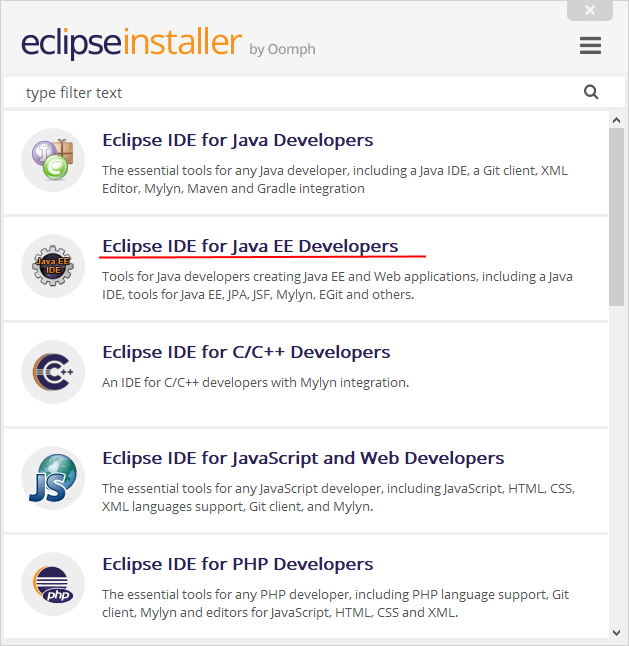 eclipseinstaller by Oomph
type filter text
Eclipse IDE for Java Developers
The essential tools for any Java developer, including a Java IDE, a Git client, XML
Editor, Mylyn, Maven and Gradle integration
Java EE
IDE
Eclipse IDE for Java EE Developers
Tools for Java developers creating Java EE and Web applications, including a Java
IDE, tools for Java EE, JPA, JSF, Mylyn, EGit and others.
C++
Eclipse IDE for C/C++ Developers
An IDE for C/C++ developers with Mylyn integration.
JS
Eclipse IDE for JavaScript and Web Developers
The essential tools for any JavaScript developer, including JavaScript, HTML, CSS,
XML languages support, Git client, and Mylyn.
php
Eclipse IDE for PHP Developers
The essential tools for any PHP developer, including PHP language support, Git
client, Mylyn and editors for JavaScript, HTML, CSS and XML.